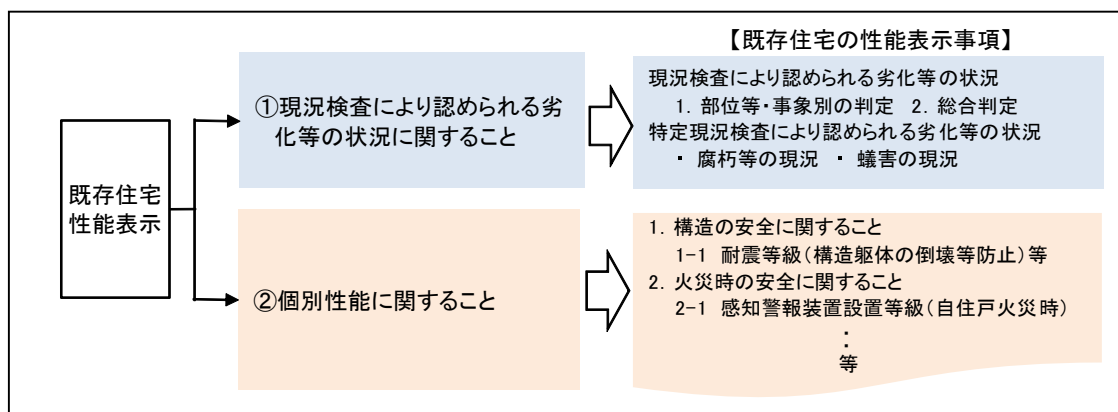 【既存住宅の性能表示事項】
既存住宅
性能表示
①現況検査により認められる劣
化等の状況に関すること
現況検査により認められる劣化等の状況
1. 部位等・事象別の判定 2. 総合判定
特定現況検査により認められる劣化等の状況
・ 腐朽等の現況 ・ 蟻害の現況
②個別性能に関すること
1. 構造の安全に関すること
1-1 耐震等級(構造躯体の倒壊等防止)等
2. 火災時の安全に関すること
2-1 感知警報装置設置等級(自住戸火災時)
:
等